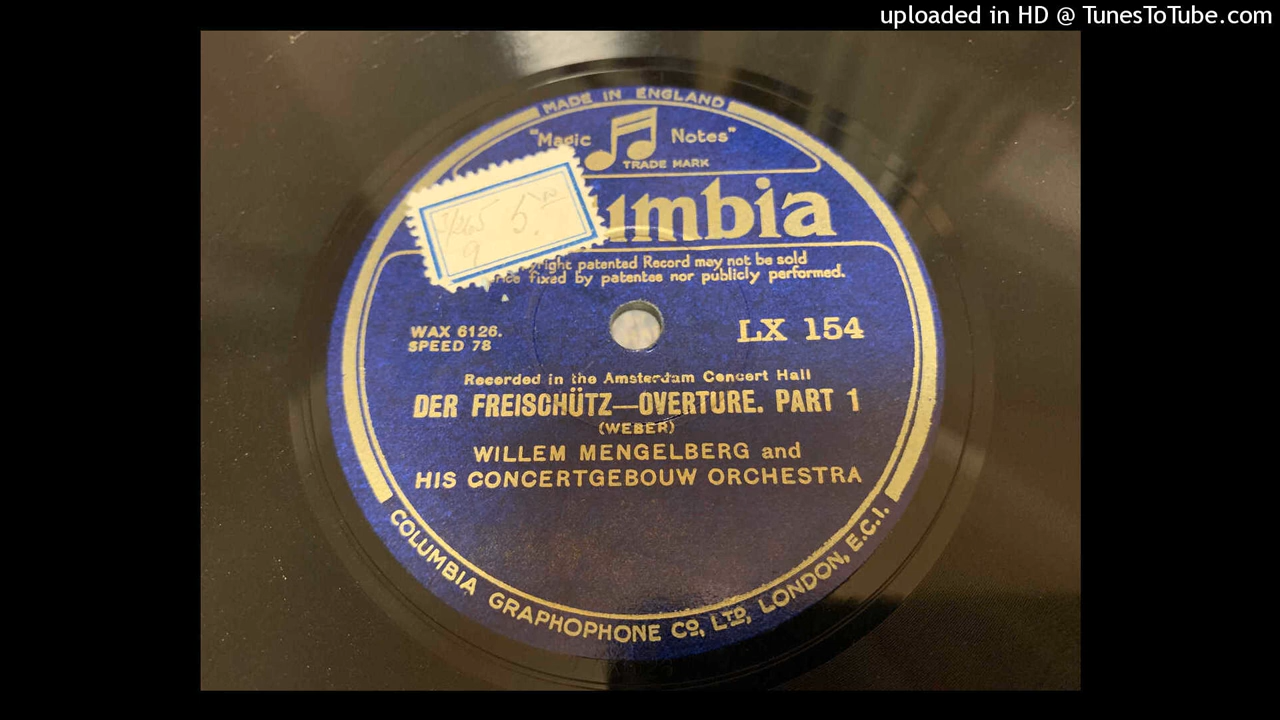 uploaded in HD @ TunesToTube.com
MADE IN ENGLAND
"Magic Notes"
TRADE MARK
umbia
right patented Record may not be sold
fixed by patentee nor publicly performed.
WAX 6126.
SPEED 78
LX 154
Recorded in the Amsterdam Concert Hall
DER FREISCHÜTZ—OVERTURE. PART 1
(WEBER)
WILLEM MENGELBERG and
HIS CONCERTGEBOUW ORCHESTRA
COLUMBIA GRAPHOPHONE CO, LTD, LONDON, E.C.1.